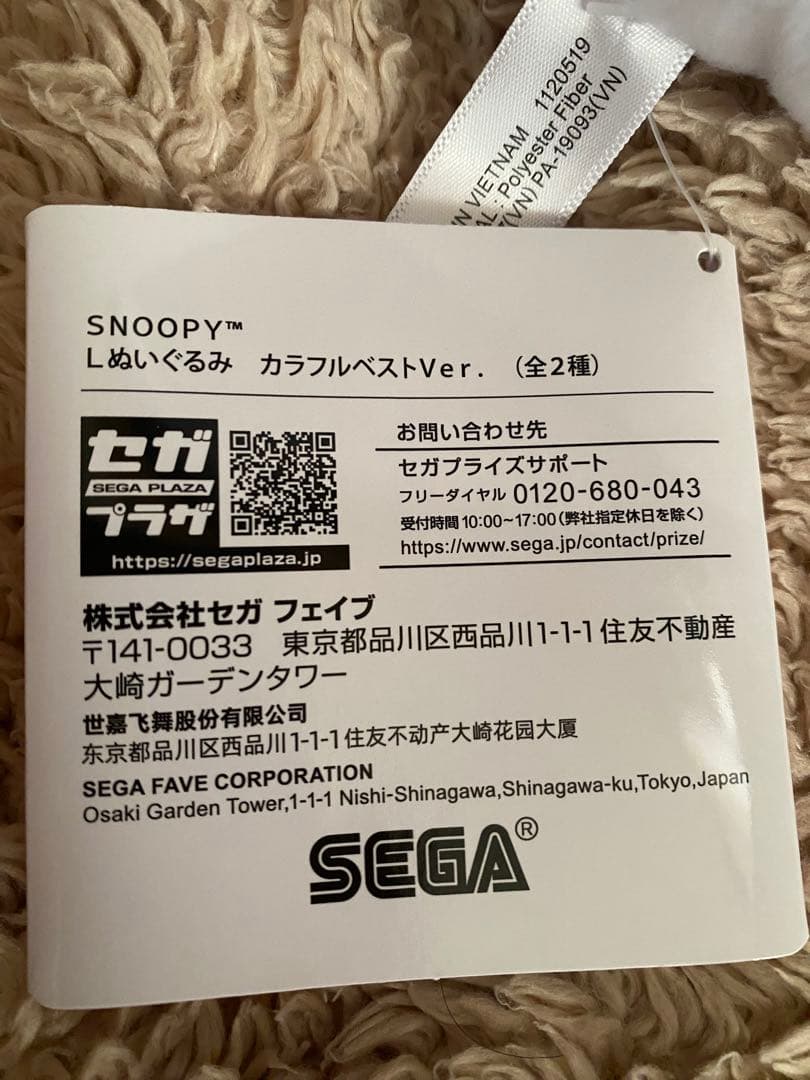 IN VIETNAM 1120519
AL : Polyester Fiber
(VN) PA-19093(VN)
SNOOPY™
Lぬいぐるみ カラフルベストVer. (全2種)
セガ
SEGA PLAZA
プラザ
https://segaplaza.jp
お問い合わせ先
セガプライズサポート
フリーダイヤル 0120-680-043
受付時間 10:00~17:00(弊社指定休日を除く)
https://www.sega.jp/contact/prize/
株式会社セガ フェイブ
〒141-0033 東京都品川区西品川1-1-1 住友不動産
大崎ガーデンタワー
世嘉飞舞股份有限公司
东京都品川区西品川1-1-1住友不动产大崎花园大厦
SEGA FAVE CORPORATION
Osaki Garden Tower,1-1-1 Nishi-Shinagawa,Shinagawa-ku,Tokyo,Japan
SEGA®